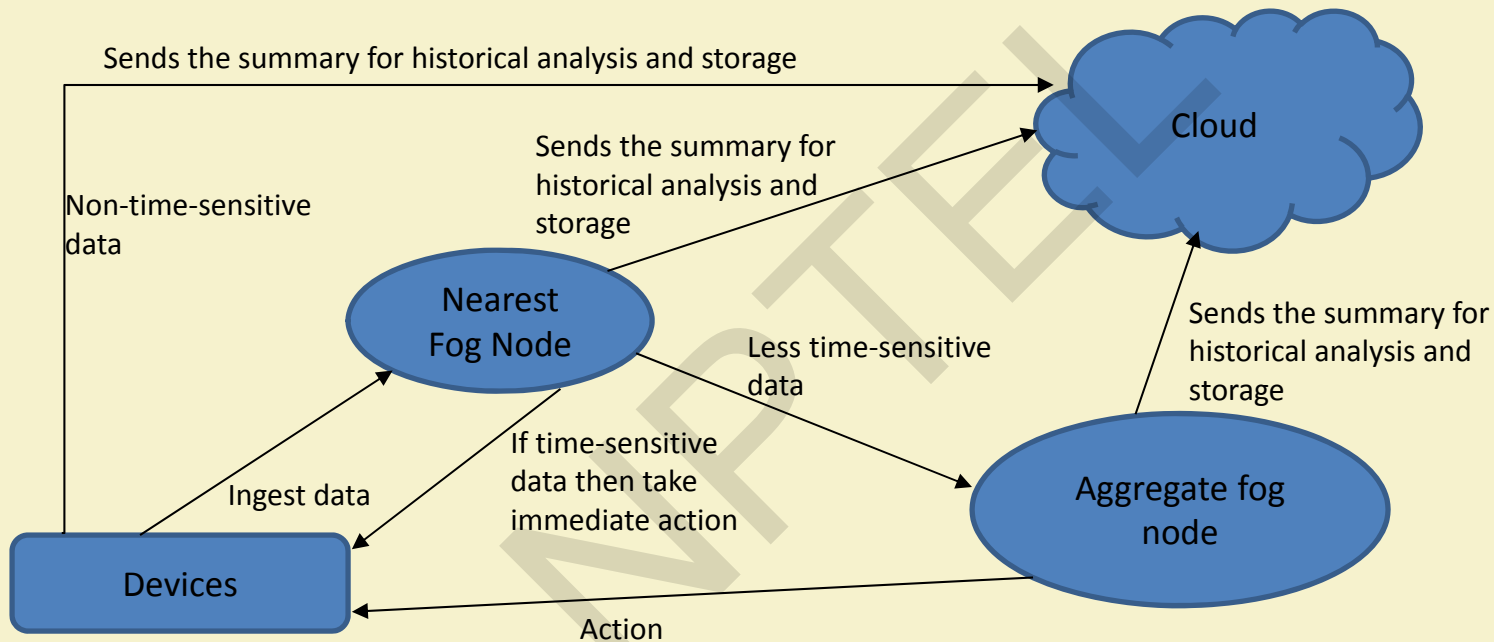 Sends the summary for historical analysis and storage
Cloud
Sends the summary for
historical analysis and
storage
Non-time-sensitive
data
Nearest
Fog Node
Sends the summary for
historical analysis and
storage
Less time-sensitive
data
If time-sensitive
data then take
immediate action
Ingest data
Aggregate fog
node
Devices
Action
NPTEL